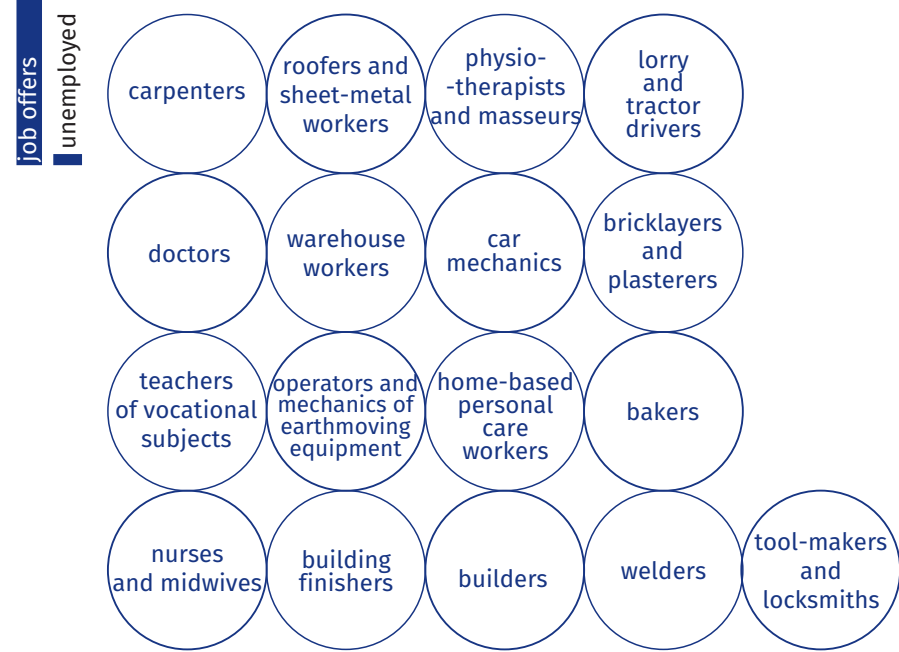 job offers
unemployed
carpenters
roofers and
sheet-metal
workers
physio-
-therapists
and masseurs
lorry
and
tractor
drivers
doctors
warehouse
workers
car
mechanics
bricklayers
and
plasterers
teachers
of vocational
subjects
operators and
mechanics of
earthmoving
equipment
home-based
personal
care
workers
bakers
nurses
and midwives
building
finishers
builders
welders
tool-makers
and
locksmiths